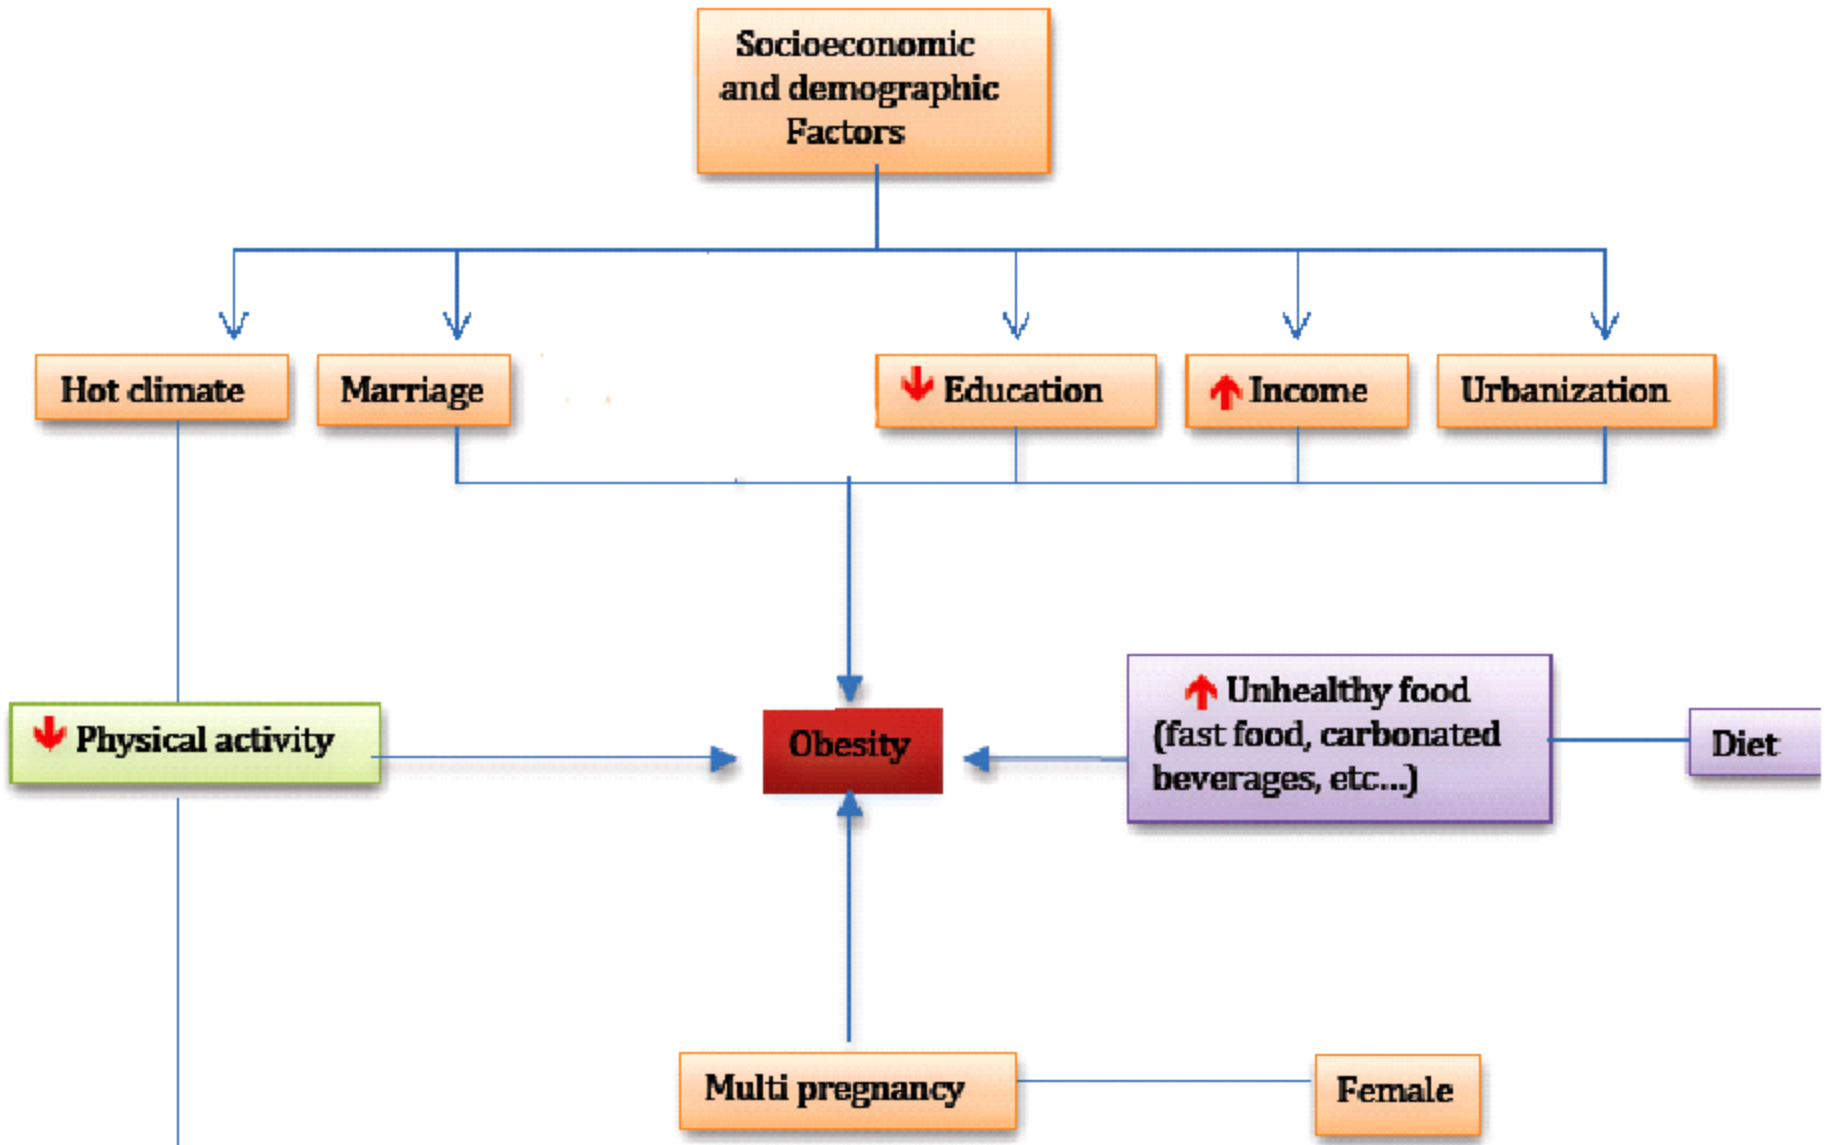 Socioeconomic
and demographic
Factors
Hot climate
Marriage
Education
Income
Urbanization
Physical activity
Obesity
Unhealthy food
(fast food, carbonated
beverages, etc...)
Diet
Multi pregnancy
Female